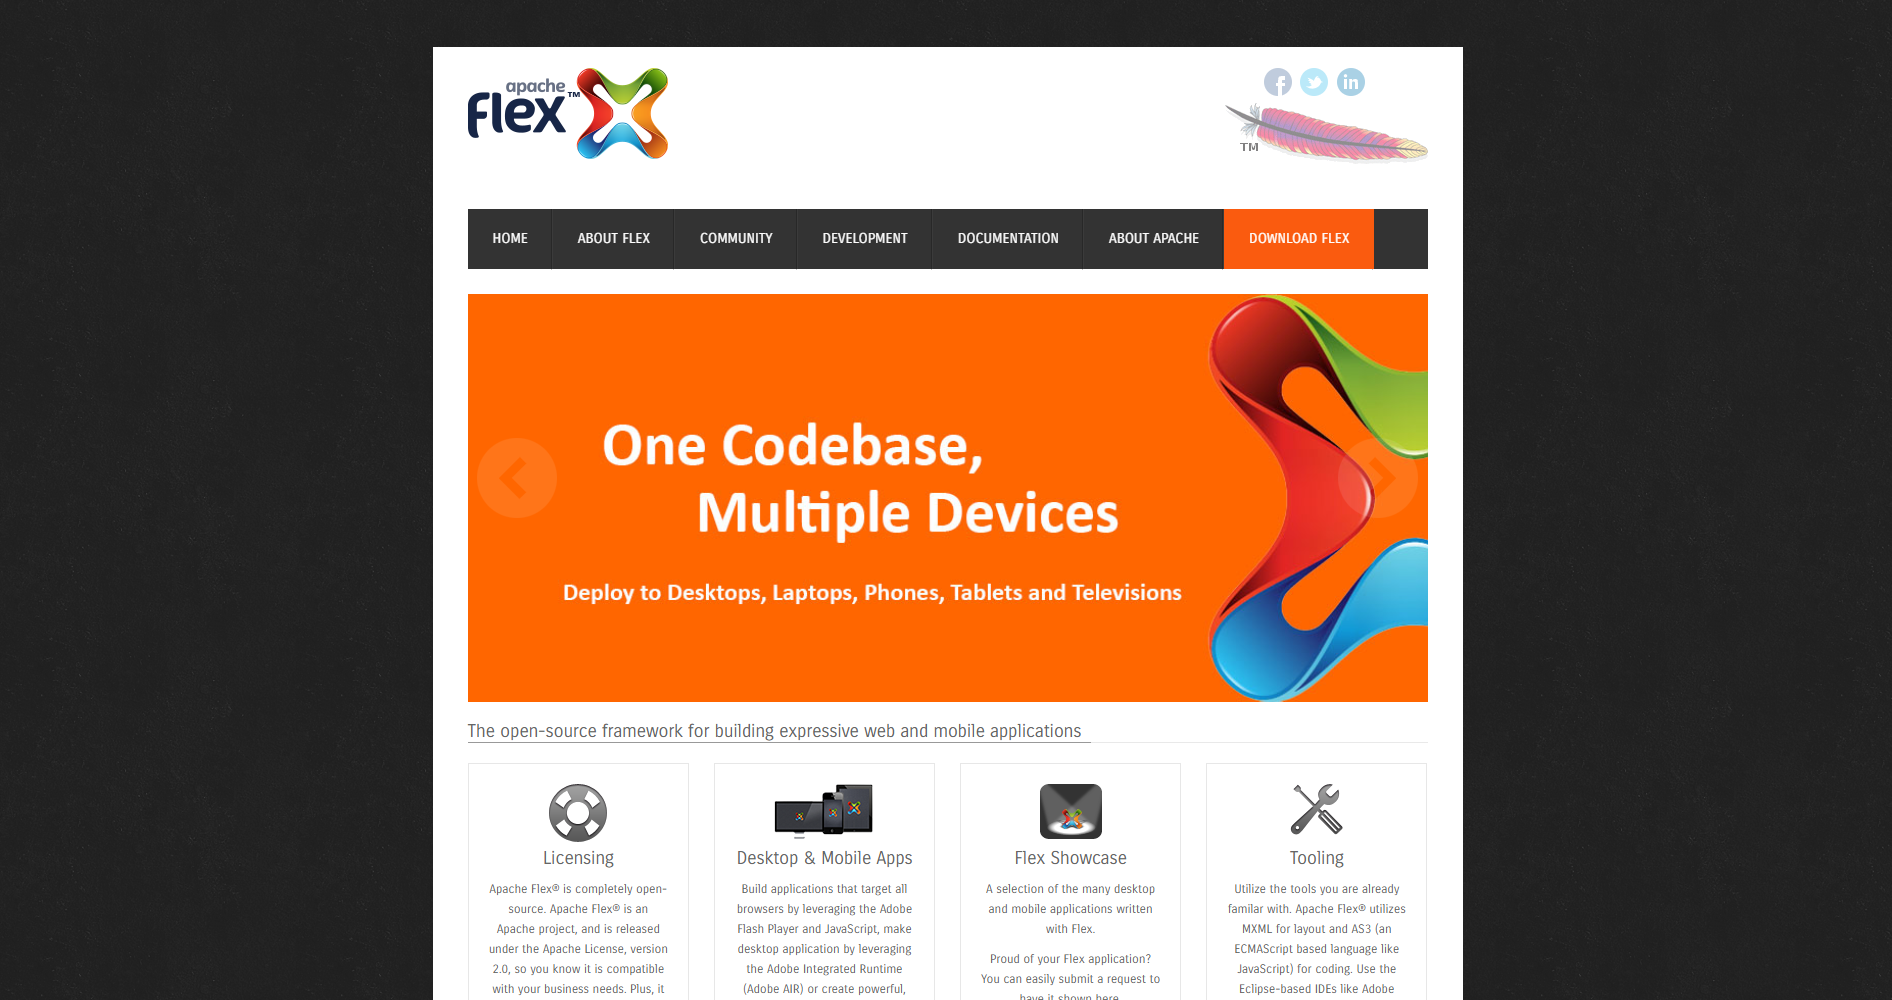 apache
flex™
TM
HOME
ABOUT FLEX
COMMUNITY
DEVELOPMENT
DOCUMENTATION
ABOUT APACHE
DOWNLOAD FLEX
One Codebase,
Multiple Devices
Deploy to Desktops, Laptops, Phones, Tablets and Televisions
The open-source framework for building expressive web and mobile applications
Licensing
Apache Flex® is completely open-
source. Apache Flex® is an
Apache project, and is released
under the Apache License, version
2.0, so you know it is compatible
with your business needs. Plus, it
Desktop & Mobile Apps
Build applications that target all
browsers by leveraging the Adobe
Flash Player and JavaScript, make
desktop application by leveraging
the Adobe Integrated Runtime
(Adobe AIR) or create powerful,
Flex Showcase
A selection of the many desktop
and mobile applications written
with Flex.
Proud of your Flex application?
You can easily submit a request to
have it shown here
Tooling
Utilize the tools you are already
familar with. Apache Flex® utilizes
MXML for layout and AS3 (an
ECMAScript based language like
JavaScript) for coding. Use the
Eclipse-based IDEs like Adobe